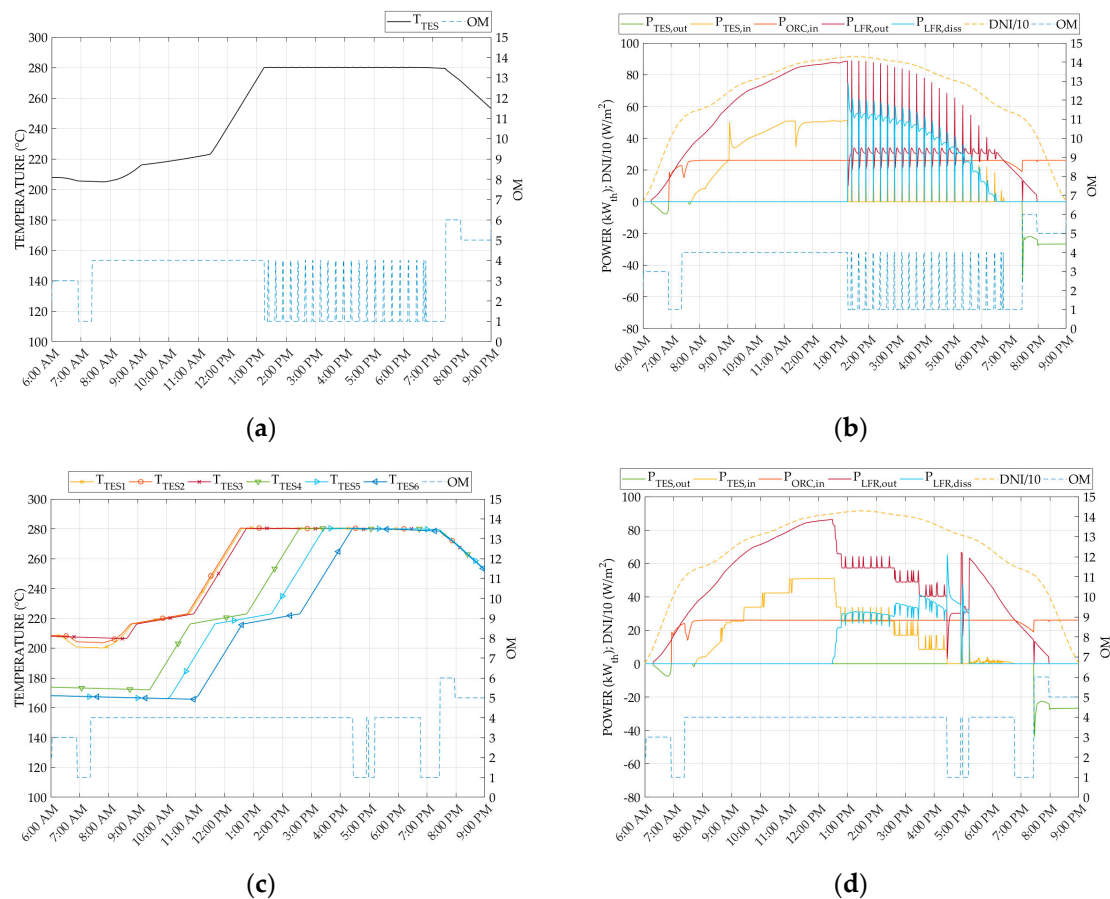 T_TES OM
TEMPERATURE (°C)
300 280 260 240 220 200 180 160 140 120 100
15 14 13 12 11 10 9 8 7 6 5 4 3 2 1 0
OM
6:00 AM 7:00 AM 8:00 AM 9:00 AM 10:00 AM 11:00 AM 12:00 PM 1:00 PM 2:00 PM 3:00 PM 4:00 PM 5:00 PM 6:00 PM 7:00 PM 8:00 PM 9:00 PM
(a)
P_TES,out P_TES,in P_ORC,in P_LFR,out P_LFR,diss DNI/10 OM
POWER (kW_th); DNI/10 (W/m²)
100 80 60 40 20 0 -20 -40 -60 -80
15 14 13 12 11 10 9 8 7 6 5 4 3 2 1 0
OM
6:00 AM 7:00 AM 8:00 AM 9:00 AM 10:00 AM 11:00 AM 12:00 PM 1:00 PM 2:00 PM 3:00 PM 4:00 PM 5:00 PM 6:00 PM 7:00 PM 8:00 PM 9:00 PM
(b)
T_TES1 T_TES2 T_TES3 T_TES4 T_TES5 T_TES6 OM
TEMPERATURE (°C)
300 280 260 240 220 200 180 160 140 120 100
15 14 13 12 11 10 9 8 7 6 5 4 3 2 1 0
OM
6:00 AM 7:00 AM 8:00 AM 9:00 AM 10:00 AM 11:00 AM 12:00 PM 1:00 PM 2:00 PM 3:00 PM 4:00 PM 5:00 PM 6:00 PM 7:00 PM 8:00 PM 9:00 PM
(c)
P_TES,out P_TES,in P_ORC,in P_LFR,out P_LFR,diss DNI/10 OM
POWER (kW_th); DNI/10 (W/m²)
100 80 60 40 20 0 -20 -40 -60 -80
15 14 13 12 11 10 9 8 7 6 5 4 3 2 1 0
OM
6:00 AM 7:00 AM 8:00 AM 9:00 AM 10:00 AM 11:00 AM 12:00 PM 1:00 PM 2:00 PM 3:00 PM 4:00 PM 5:00 PM 6:00 PM 7:00 PM 8:00 PM 9:00 PM
(d)